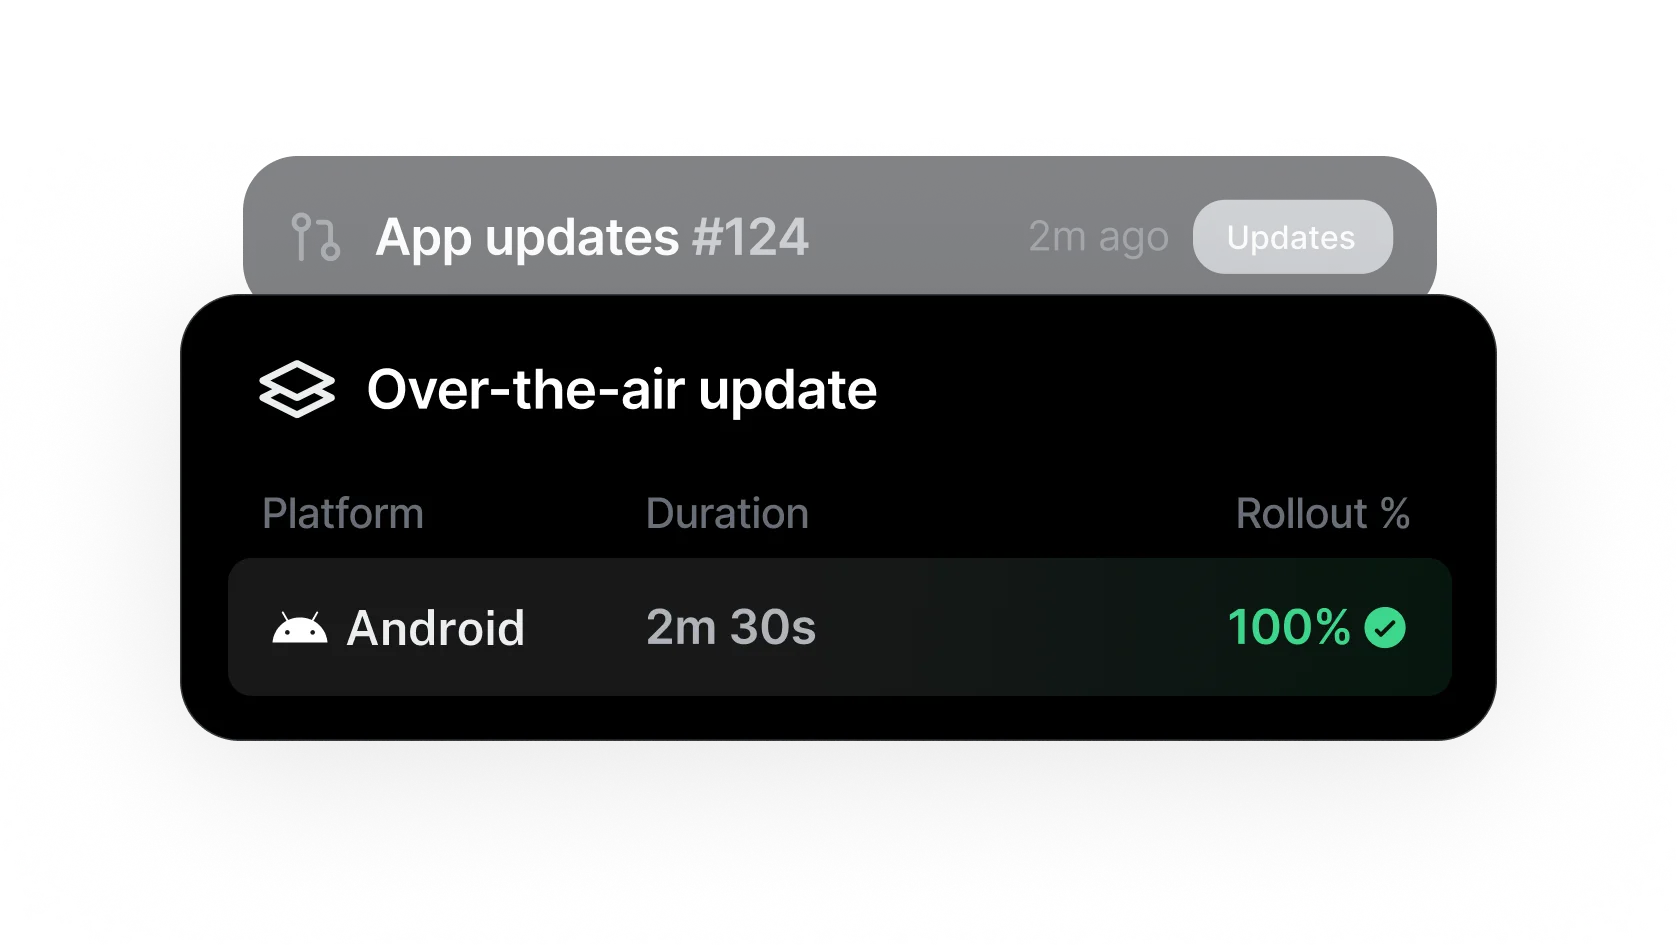 App updates #124 2m ago Updates
Over-the-air update
Platform Duration Rollout %
Android 2m 30s 100%